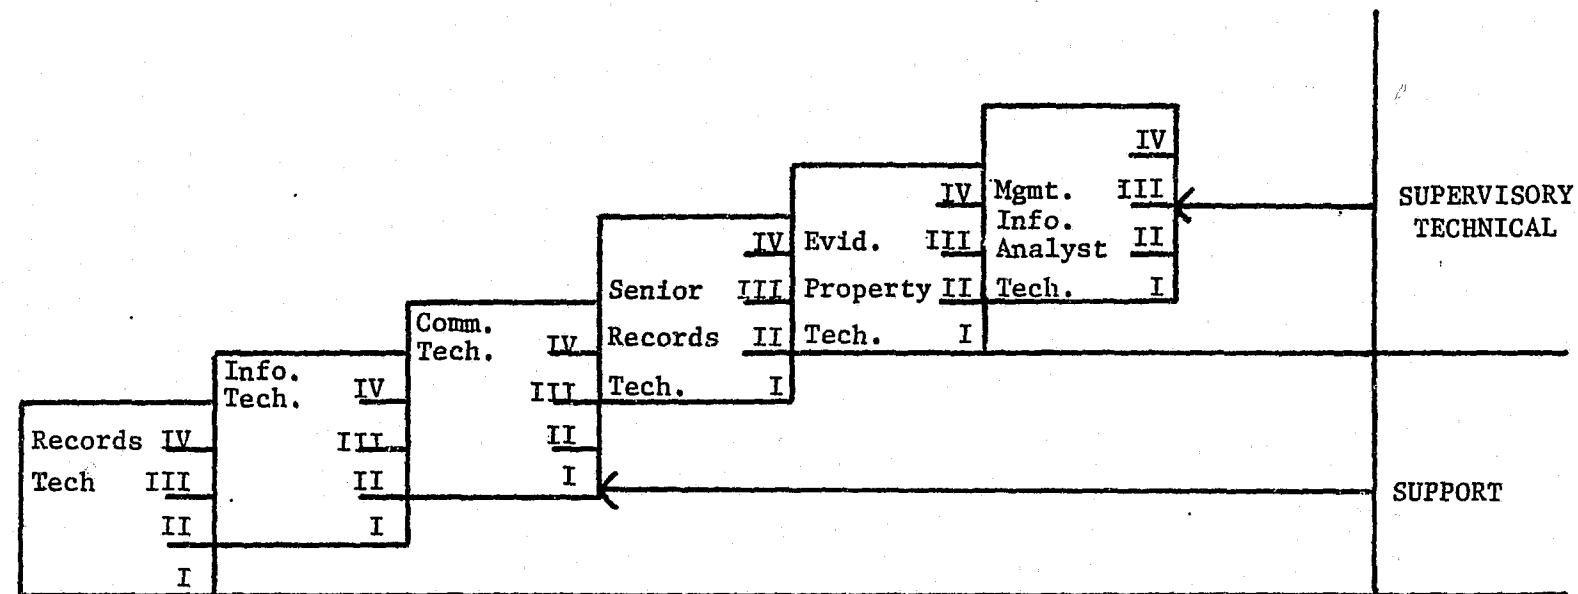 IV
Mgmt. III
Info.
Analyst II
Tech. I
SUPERVISORY
TECHNICAL
IV
Evid. III
Property II
Tech. I
IV
Senior III
Records II
Tech. I
Comm.
Tech. IV
III
II
I
SUPPORT
Info.
Tech. IV
III
II
I
Records IV
Tech III
II
I